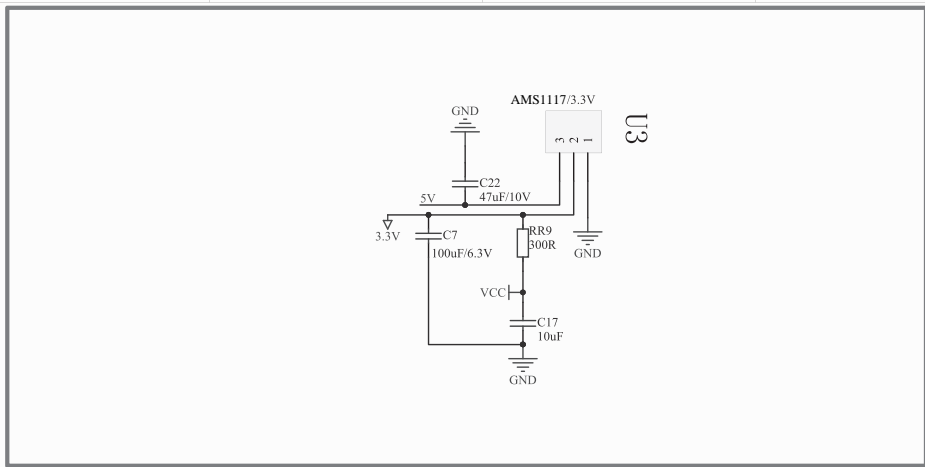 AMS1117/3.3V
GND
U3
3
2
1
C22
47uF/10V
5V
3.3V
C7
100uF/6.3V
RR9
300R
GND
VCC
C17
10uF
GND